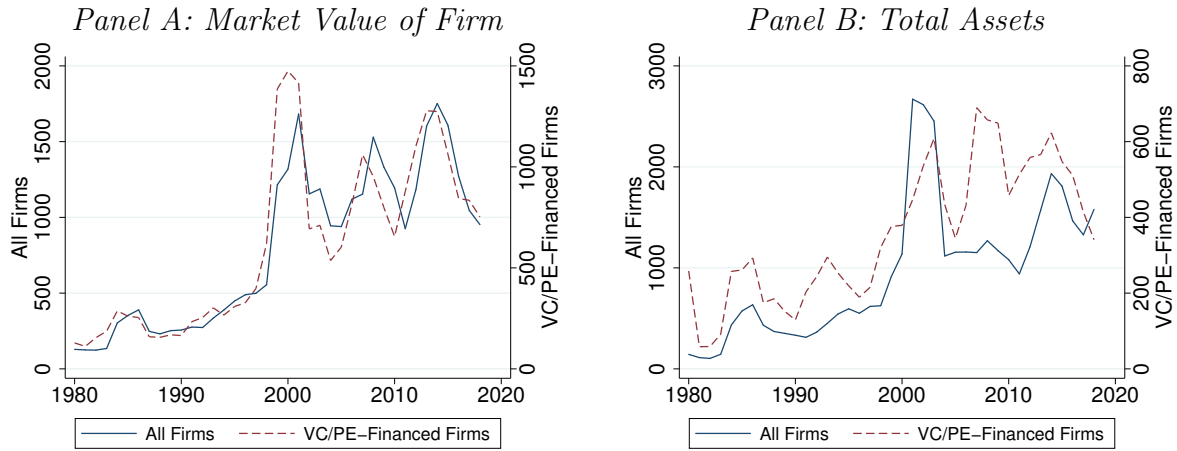 Panel A: Market Value of Firm
All Firms
0 500 1000 1500 2000
VC/PE−Financed Firms
0 500 1000 1500
1980 1990 2000 2010 2020
All Firms VC/PE−Financed Firms
Panel B: Total Assets
All Firms
0 1000 2000 3000
VC/PE−Financed Firms
0 200 400 600 800
1980 1990 2000 2010 2020
All Firms VC/PE−Financed Firms